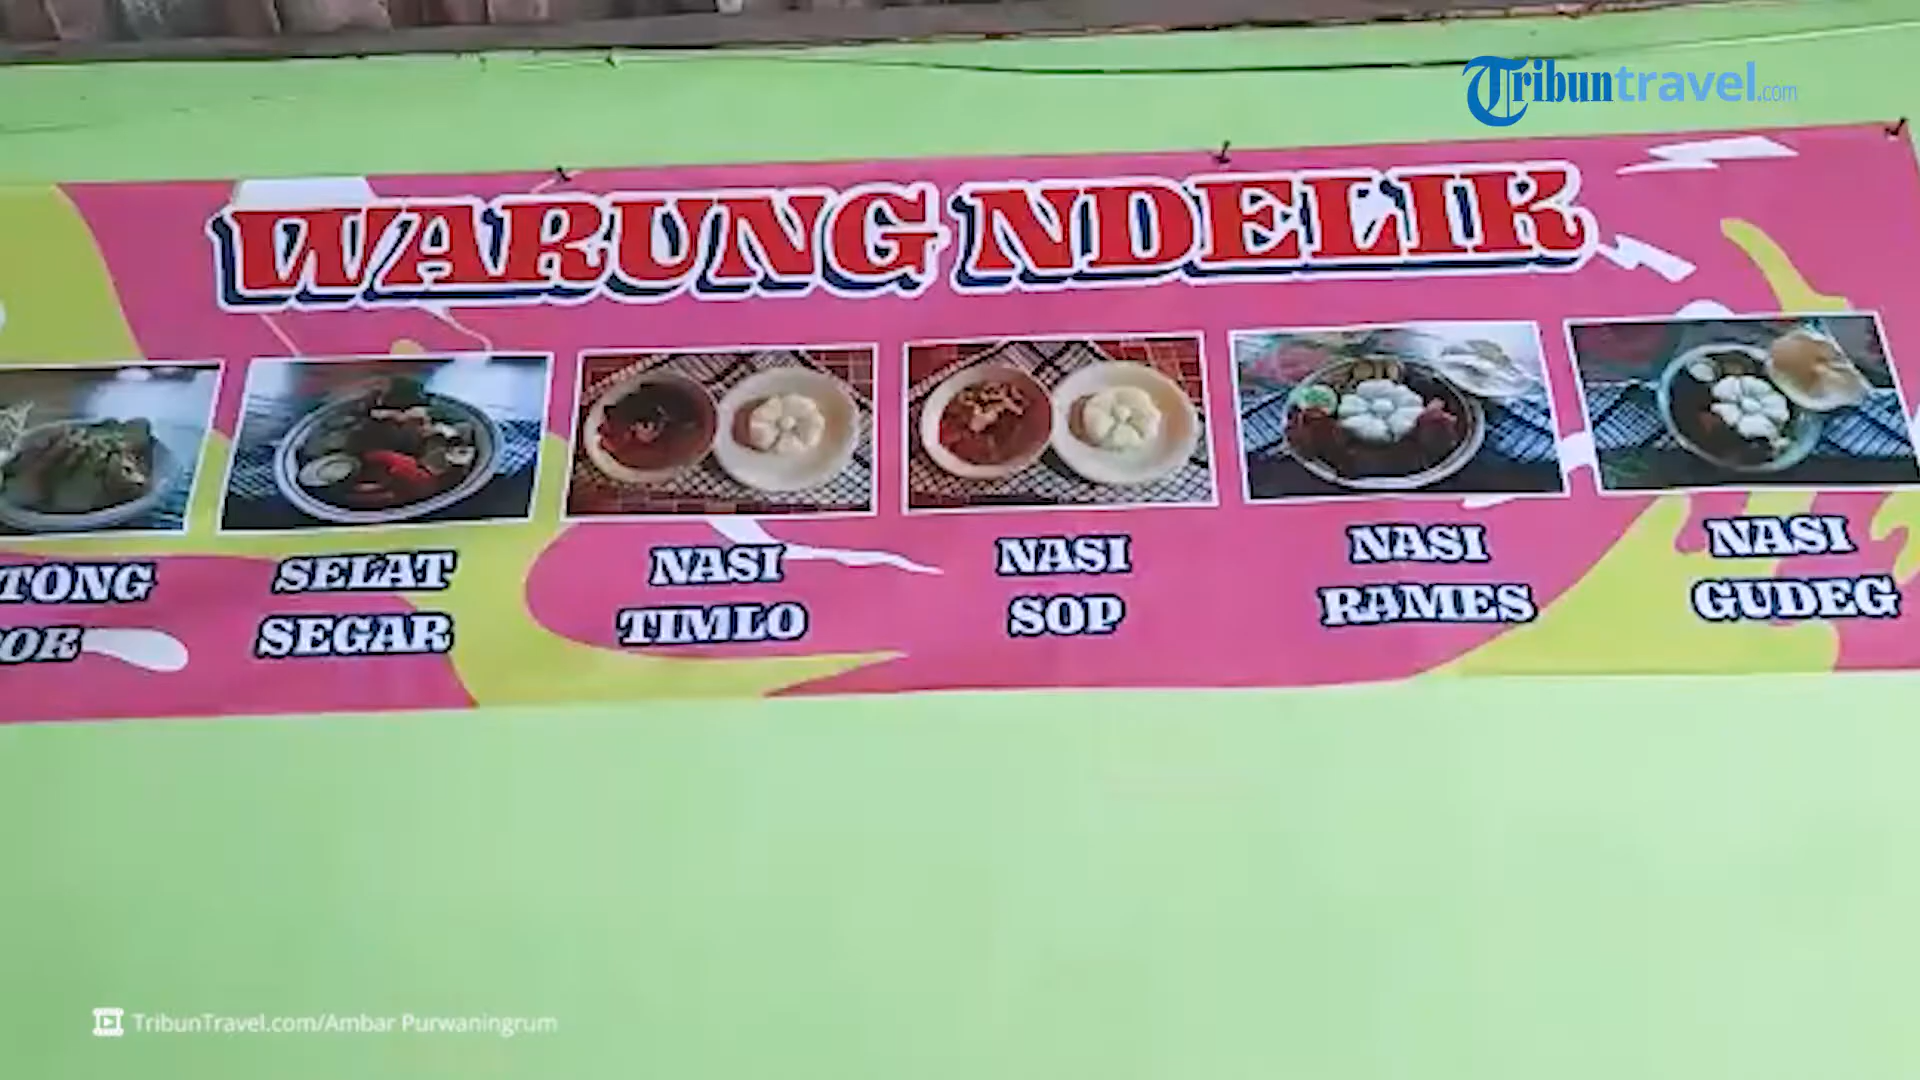 Tribuntravel.com
WARUNG NDELIK
SELAT
SEGAR
NASI
TIMLO
NASI
SOP
NASI
RAMES
NASI
GUDEG
TribunTravel.com/Ambar Purwaningrum